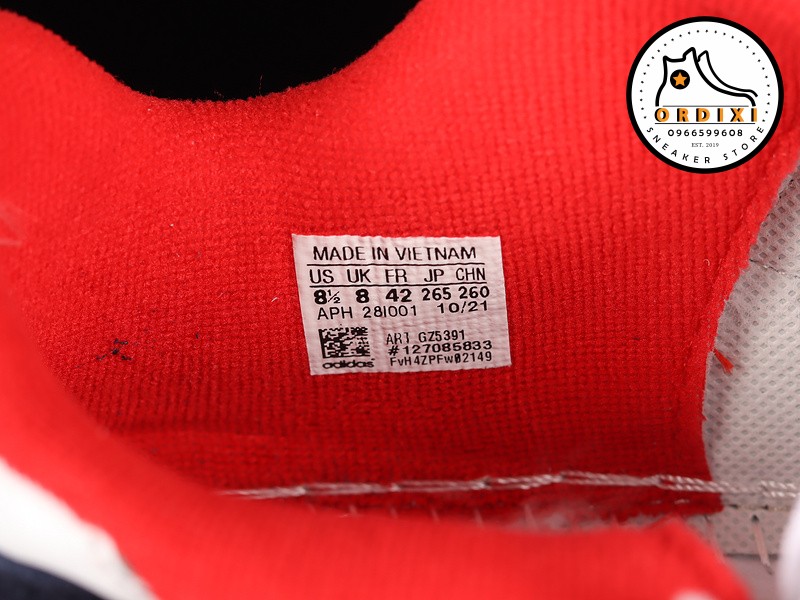 ORDIXI
0966599608
EST. 2019
SNEAKER STORE
MADE IN VIETNAM
US UK FR JP CHN
8½ 8 42 265 260
APH 28I001 10/21
ART GZ5391
#127085833
FvH4ZPFw02149
adidas